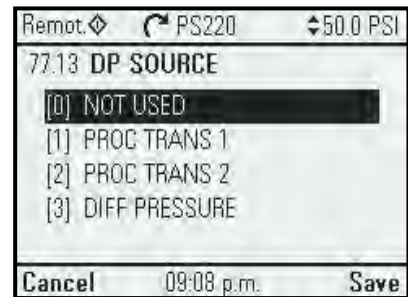 Remot. PS220 50.0 PSI
77.13 DP SOURCE
[0] NOT USED
[1] PROC TRANS 1
[2] PROC TRANS 2
[3] DIFF PRESSURE
Cancel 09:08 p.m. Save